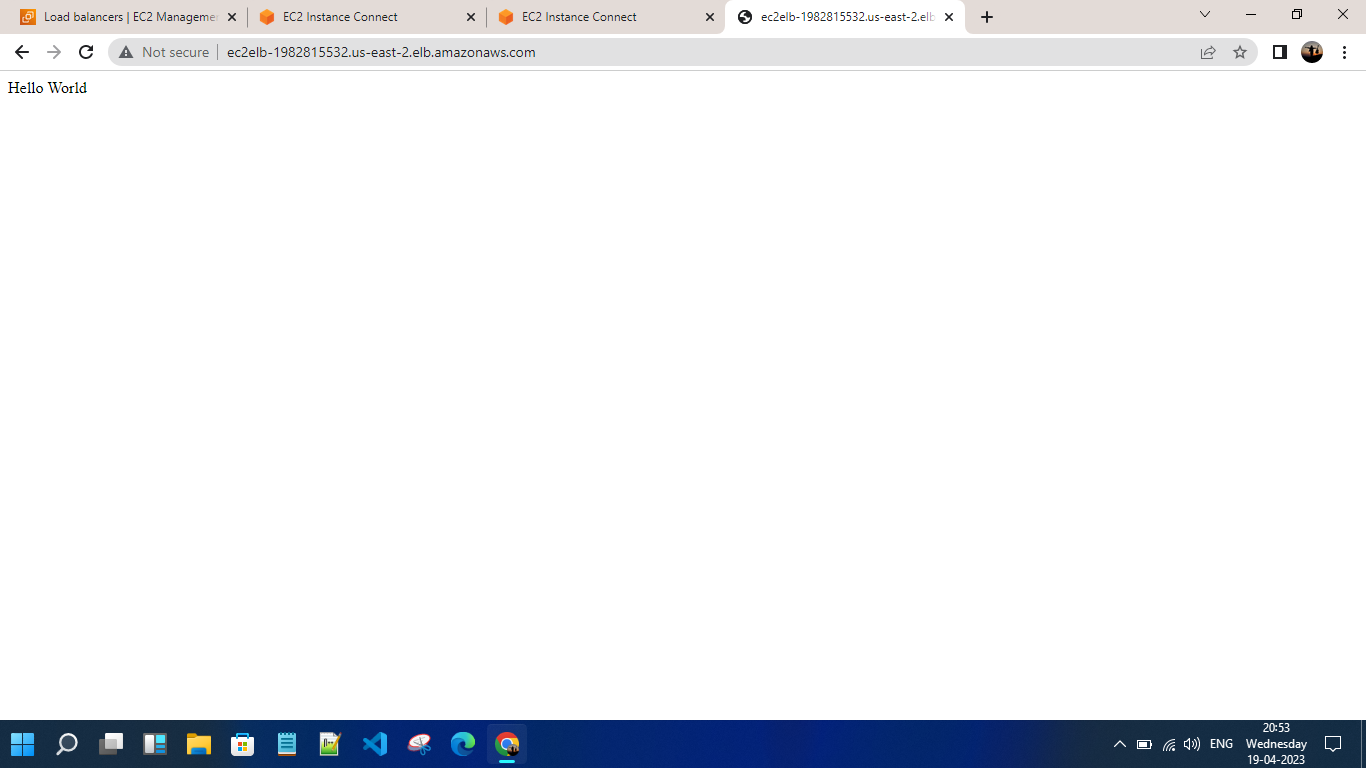 Load balancers | EC2 Manageme
EC2 Instance Connect
EC2 Instance Connect
ec2elb-1982815532.us-east-2.elb
Not secure
ec2elb-1982815532.us-east-2.elb.amazonaws.com
Hello World
ENG
20:53
Wednesday
19-04-2023